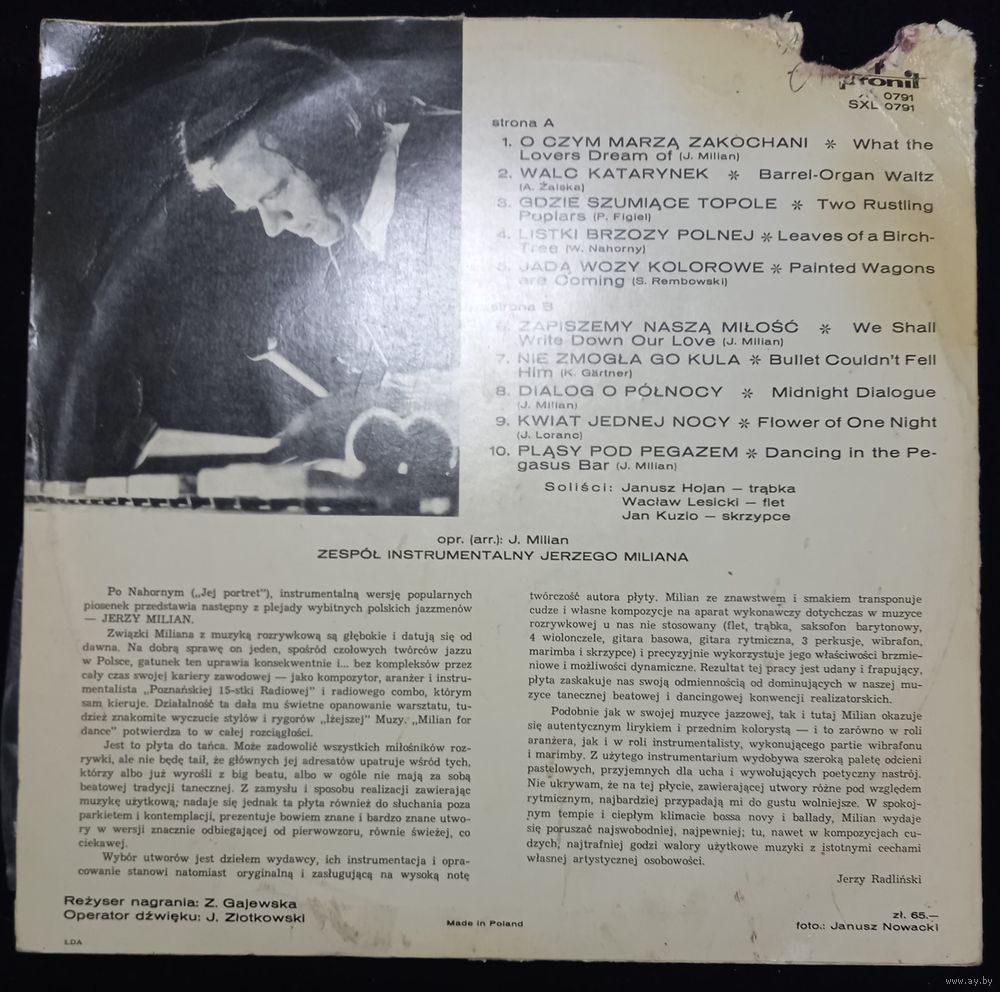 pronit
0791
SXL 0791
strona A
1. O CZYM MARZĄ ZAKOCHANI * What the
Lovers Dream of (J. Milian)
2. WALC KATARYNEK * Barrel-Organ Waltz
(A. Żalska)
3. GDZIE SZUMIĄCE TOPOLE * Two Rustling
Poplars (P. Figiel)
4. LISTKI BRZOZY POLNEJ * Leaves of a Birch-
Tree (W. Nahorny)
5. JADĄ WOZY KOLOROWE * Painted Wagons
are Coming (S. Rembowski)
strona B
6. ZAPISZEMY NASZĄ MIŁOŚĆ * We Shall
Write Down Our Love (J. Milian)
7. NIE ZMOGŁA GO KULA * Bullet Couldn't Fell
Him (K. Gärtner)
8. DIALOG O PÓŁNOCY * Midnight Dialogue
(J. Milian)
9. KWIAT JEDNEJ NOCY * Flower of One Night
(J. Loranc)
10. PLĄSY POD PEGAZEM * Dancing in the Pe-
gasus Bar (J. Milian)
Soliści: Janusz Hojan — trąbka
Wacław Lesicki — flet
Jan Kuzio — skrzypce
opr. (arr.): J. Milian
ZESPÓŁ INSTRUMENTALNY JERZEGO MILIANA
Po Nahornym („Jej portret"), instrumentalną wersję popularnych
piosenek przedstawia następny z plejady wybitnych polskich jazzmenów
— JERZY MILIAN.
Związki Miliana z muzyką rozrywkową są głębokie i datują się od
dawna. Na dobrą sprawę on jeden, spośród czołowych twórców jazzu
w Polsce, gatunek ten uprawia konsekwentnie i... bez kompleksów przez
cały czas swojej kariery zawodowej — jako kompozytor, aranżer i instru-
mentalista „Poznańskiej 15-stki Radiowej" i radiowego combo, którym
sam kieruje. Działalność ta dała mu świetne opanowanie warsztatu, tu-
dzież znakomite wyczucie stylów i rygorów „lżejszej" Muzy. „Milian for
dance" potwierdza to w całej rozciągłości.
Jest to płyta do tańca. Może zadowolić wszystkich miłośników roz-
rywki, ale nie będę taił, że głównych jej adresatów upatruje wśród tych,
którzy albo już wyrośli z big beatu, albo w ogóle nie mają za sobą
beatowej tradycji tanecznej. Z zamysłu i sposobu realizacji zawierając
muzykę użytkową; nadaje się jednak ta płyta również do słuchania poza
parkietem i kontemplacji, prezentuje bowiem znane i bardzo znane utwo-
ry w wersji znacznie odbiegającej od pierwowzoru, równie świeżej, co
ciekawej.
Wybór utworów jest dziełem wydawcy, ich instrumentacja i opra-
cowanie stanowi natomiast oryginalną i zasługującą na wysoką notę
twórczość autora płyty. Milian ze znawstwem i smakiem transponuje
cudze i własne kompozycje na aparat wykonawczy dotychczas w muzyce
rozrywkowej u nas nie stosowany (flet, trąbka, saksofon barytonowy,
4 wiolonczele, gitara basowa, gitara rytmiczna, 3 perkusje, wibrafon,
marimba i skrzypce) i precyzyjnie wykorzystuje jego właściwości brzmie-
niowe i możliwości dynamiczne. Rezultat tej pracy jest udany i frapujący,
płyta zaskakuje nas swoją odmiennością od dominujących w naszej mu-
zyce tanecznej beatowej i dancingowej konwencji realizatorskich.
Podobnie jak w swojej muzyce jazzowej, tak i tutaj Milian okazuje
się autentycznym lirykiem i przednim kolorystą — i to zarówno w roli
aranżera, jak i w roli instrumentalisty, wykonującego partie wibrafonu
i marimby. Z użytego instrumentarium wydobywa szeroką paletę odcieni
pastelowych, przyjemnych dla ucha i wywołujących poetyczny nastrój.
Nie ukrywam, że na tej płycie, zawierającej utwory różne pod względem
rytmicznym, najbardziej przypadają mi do gustu wolniejsze. W spokoj-
nym tempie i ciepłym klimacie bossa novy i ballady, Milian wydaje
się poruszać najswobodniej, najpewniej; tu, nawet w kompozycjach cu-
dzych, najtrafniej godzi walory użytkowe muzyki z istotnymi cechami
własnej artystycznej osobowości.
Jerzy Radliński
Reżyser nagrania: Z. Gajewska
Operator dźwięku: J. Złotkowski
Made in Poland
zł. 65.—
foto.: Janusz Nowacki
LDA
www.ay.by